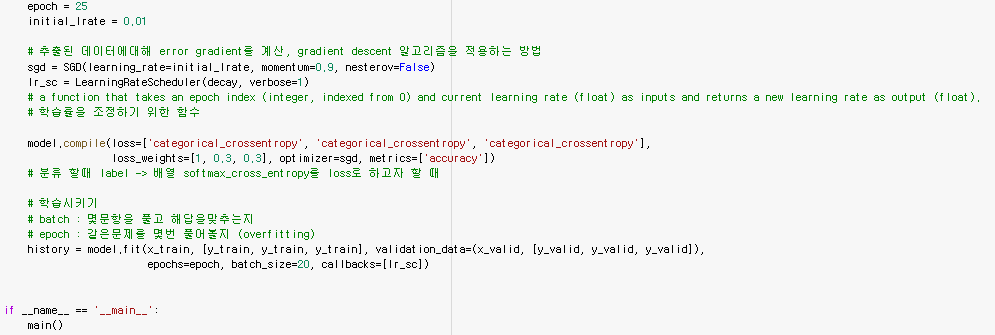 epoch = 25
initial_lrate = 0.01
# 추출된 데이터에대해 error gradient를 계산, gradient descent 알고리즘을 적용하는 방법
sgd = SGD(learning_rate=initial_lrate, momentum=0.9, nesterov=False)
lr_sc = LearningRateScheduler(decay, verbose=1)
# a function that takes an epoch index (integer, indexed from 0) and current learning rate (float) as inputs and returns a new learning rate as output (float).
# 학습률을 조정하기 위한 함수
model.compile(loss=['categorical_crossentropy', 'categorical_crossentropy', 'categorical_crossentropy'],
loss_weights=[1, 0.3, 0.3], optimizer=sgd, metrics=['accuracy'])
# 분류 할때 label -> 배열 softmax_cross_entropy를 loss로 하고자 할 때
# 학습시키기
# batch : 몇문항을 풀고 해답을맞추는지
# epoch : 같은문제를 몇번 풀어볼지 (overfitting)
history = model.fit(x_train, [y_train, y_train, y_train], validation_data=(x_valid, [y_valid, y_valid, y_valid]),
epochs=epoch, batch_size=20, callbacks=[lr_sc])
if __name__ == '__main__':
main()